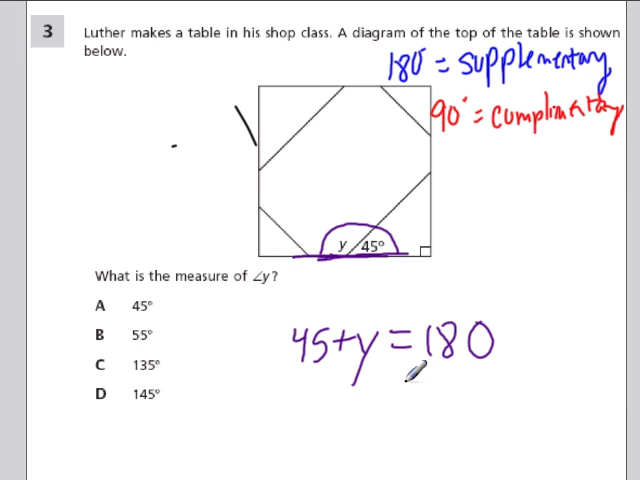 3 Luther makes a table in his shop class. A diagram of the top of the table is shown
below.
180° = supplementary
90° = complimentary
y 45°
What is the measure of ∠y?
A 45°
B 55°
C 135°
D 145°
45+y=180